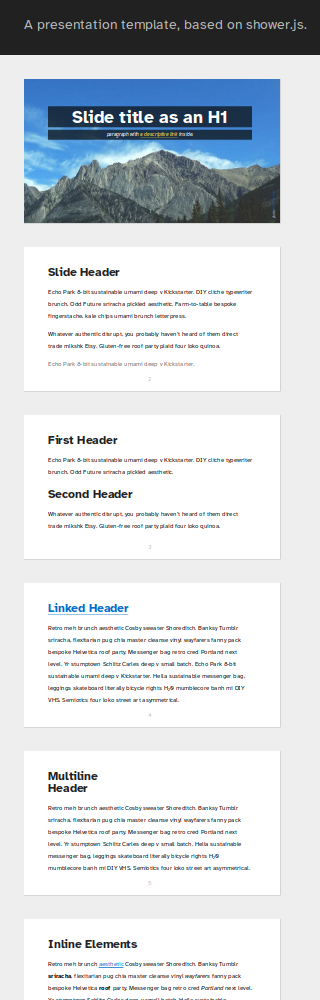 A presentation template, based on shower.js.
Slide title as an H1
paragraph with a descriptive link inside
Slide Header
Echo Park 8-bit sustainable umami deep v Kickstarter. DIY cliche typewriter
brunch. Odd Future sriracha pickled aesthetic. Farm-to-table bespoke
fingerstache, kale chips umami brunch letterpress.
Whatever authentic disrupt, you probably haven't heard of them direct
trade mlkshk Etsy. Gluten-free roof party plaid four loko quinoa.
Echo Park 8-bit sustainable umami deep v Kickstarter.
2
First Header
Echo Park 8-bit sustainable umami deep v Kickstarter. DIY cliche typewriter
brunch. Odd Future sriracha pickled aesthetic.
Second Header
Whatever authentic disrupt, you probably haven't heard of them direct
trade mlkshk Etsy. Gluten-free roof party plaid four loko quinoa.
3
Linked Header
Retro meh brunch aesthetic Cosby sweater Shoreditch. Banksy Tumblr
sriracha, flexitarian pug chia master cleanse vinyl wayfarers fanny pack
bespoke Helvetica roof party. Messenger bag retro cred Portland next
level. Yr stumptown Schlitz Carles deep v small batch. Echo Park 8-bit
sustainable umami deep v Kickstarter. Hella sustainable messenger bag,
leggings skateboard literally bicycle rights H₂0 mumblecore banh mi DIY
VHS. Semiotics four loko street art asymmetrical.
4
Multiline
Header
Retro meh brunch aesthetic Cosby sweater Shoreditch. Banksy Tumblr
sriracha, flexitarian pug chia master cleanse vinyl wayfarers fanny pack
bespoke Helvetica roof party. Messenger bag retro cred Portland next
level. Yr stumptown Schlitz Carles deep v small batch. Hella sustainable
messenger bag, leggings skateboard literally bicycle rights H₂0
mumblecore banh mi DIY VHS. Semiotics four loko street art asymmetrical.
5
Inline Elements
Retro meh brunch aesthetic Cosby sweater Shoreditch. Banksy Tumblr
sriracha, flexitarian pug chia master cleanse vinyl wayfarers fanny pack
bespoke Helvetica roof party. Messenger bag retro cred Portland next level.